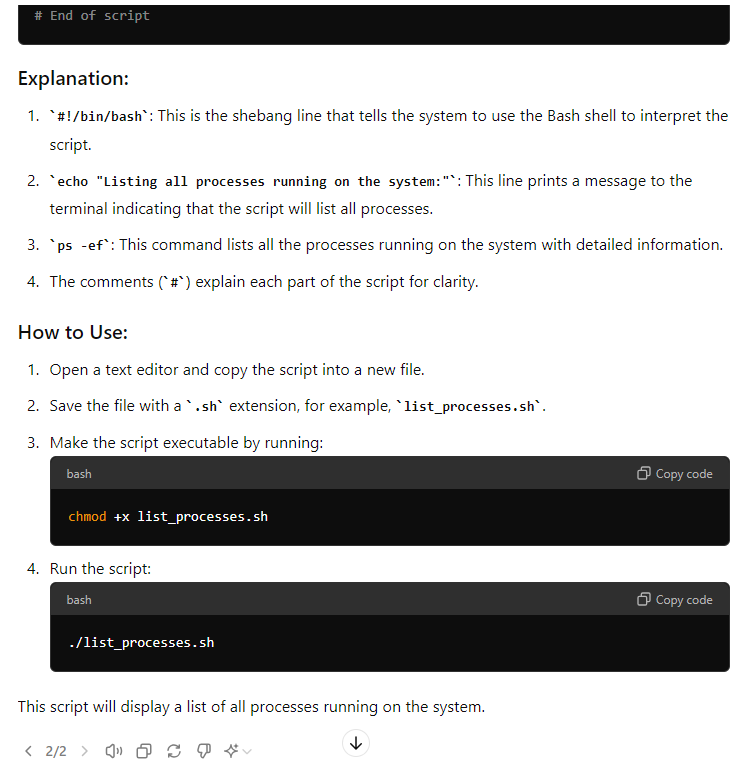 # End of script
Explanation:
1. `#!/bin/bash`: This is the shebang line that tells the system to use the Bash shell to interpret the
script.
2. `echo "Listing all processes running on the system:"`: This line prints a message to the
terminal indicating that the script will list all processes.
3. `ps -ef`: This command lists all the processes running on the system with detailed information.
4. The comments (`#`) explain each part of the script for clarity.
How to Use:
1. Open a text editor and copy the script into a new file.
2. Save the file with a `.sh` extension, for example, `list_processes.sh`.
3. Make the script executable by running:
bash Copy code
chmod +x list_processes.sh
4. Run the script:
bash Copy code
./list_processes.sh
This script will display a list of all processes running on the system.
2/2